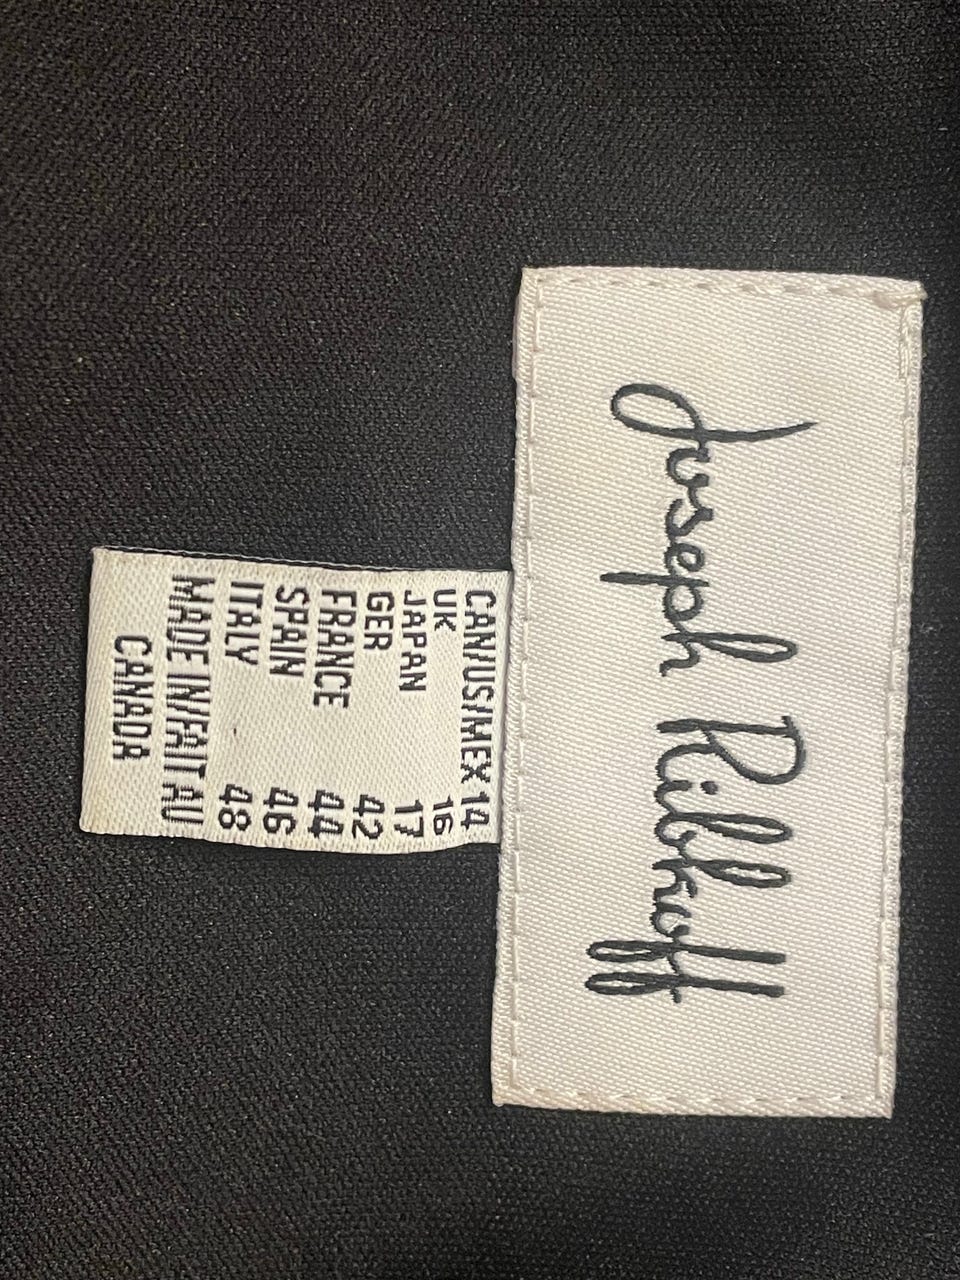 Joseph Ribkoff
CAN/US/MEX 14
UK 16
JAPAN 17
GER 42
FRANCE 44
SPAIN 46
ITALY 48
MADE IN/FAIT AU
CANADA